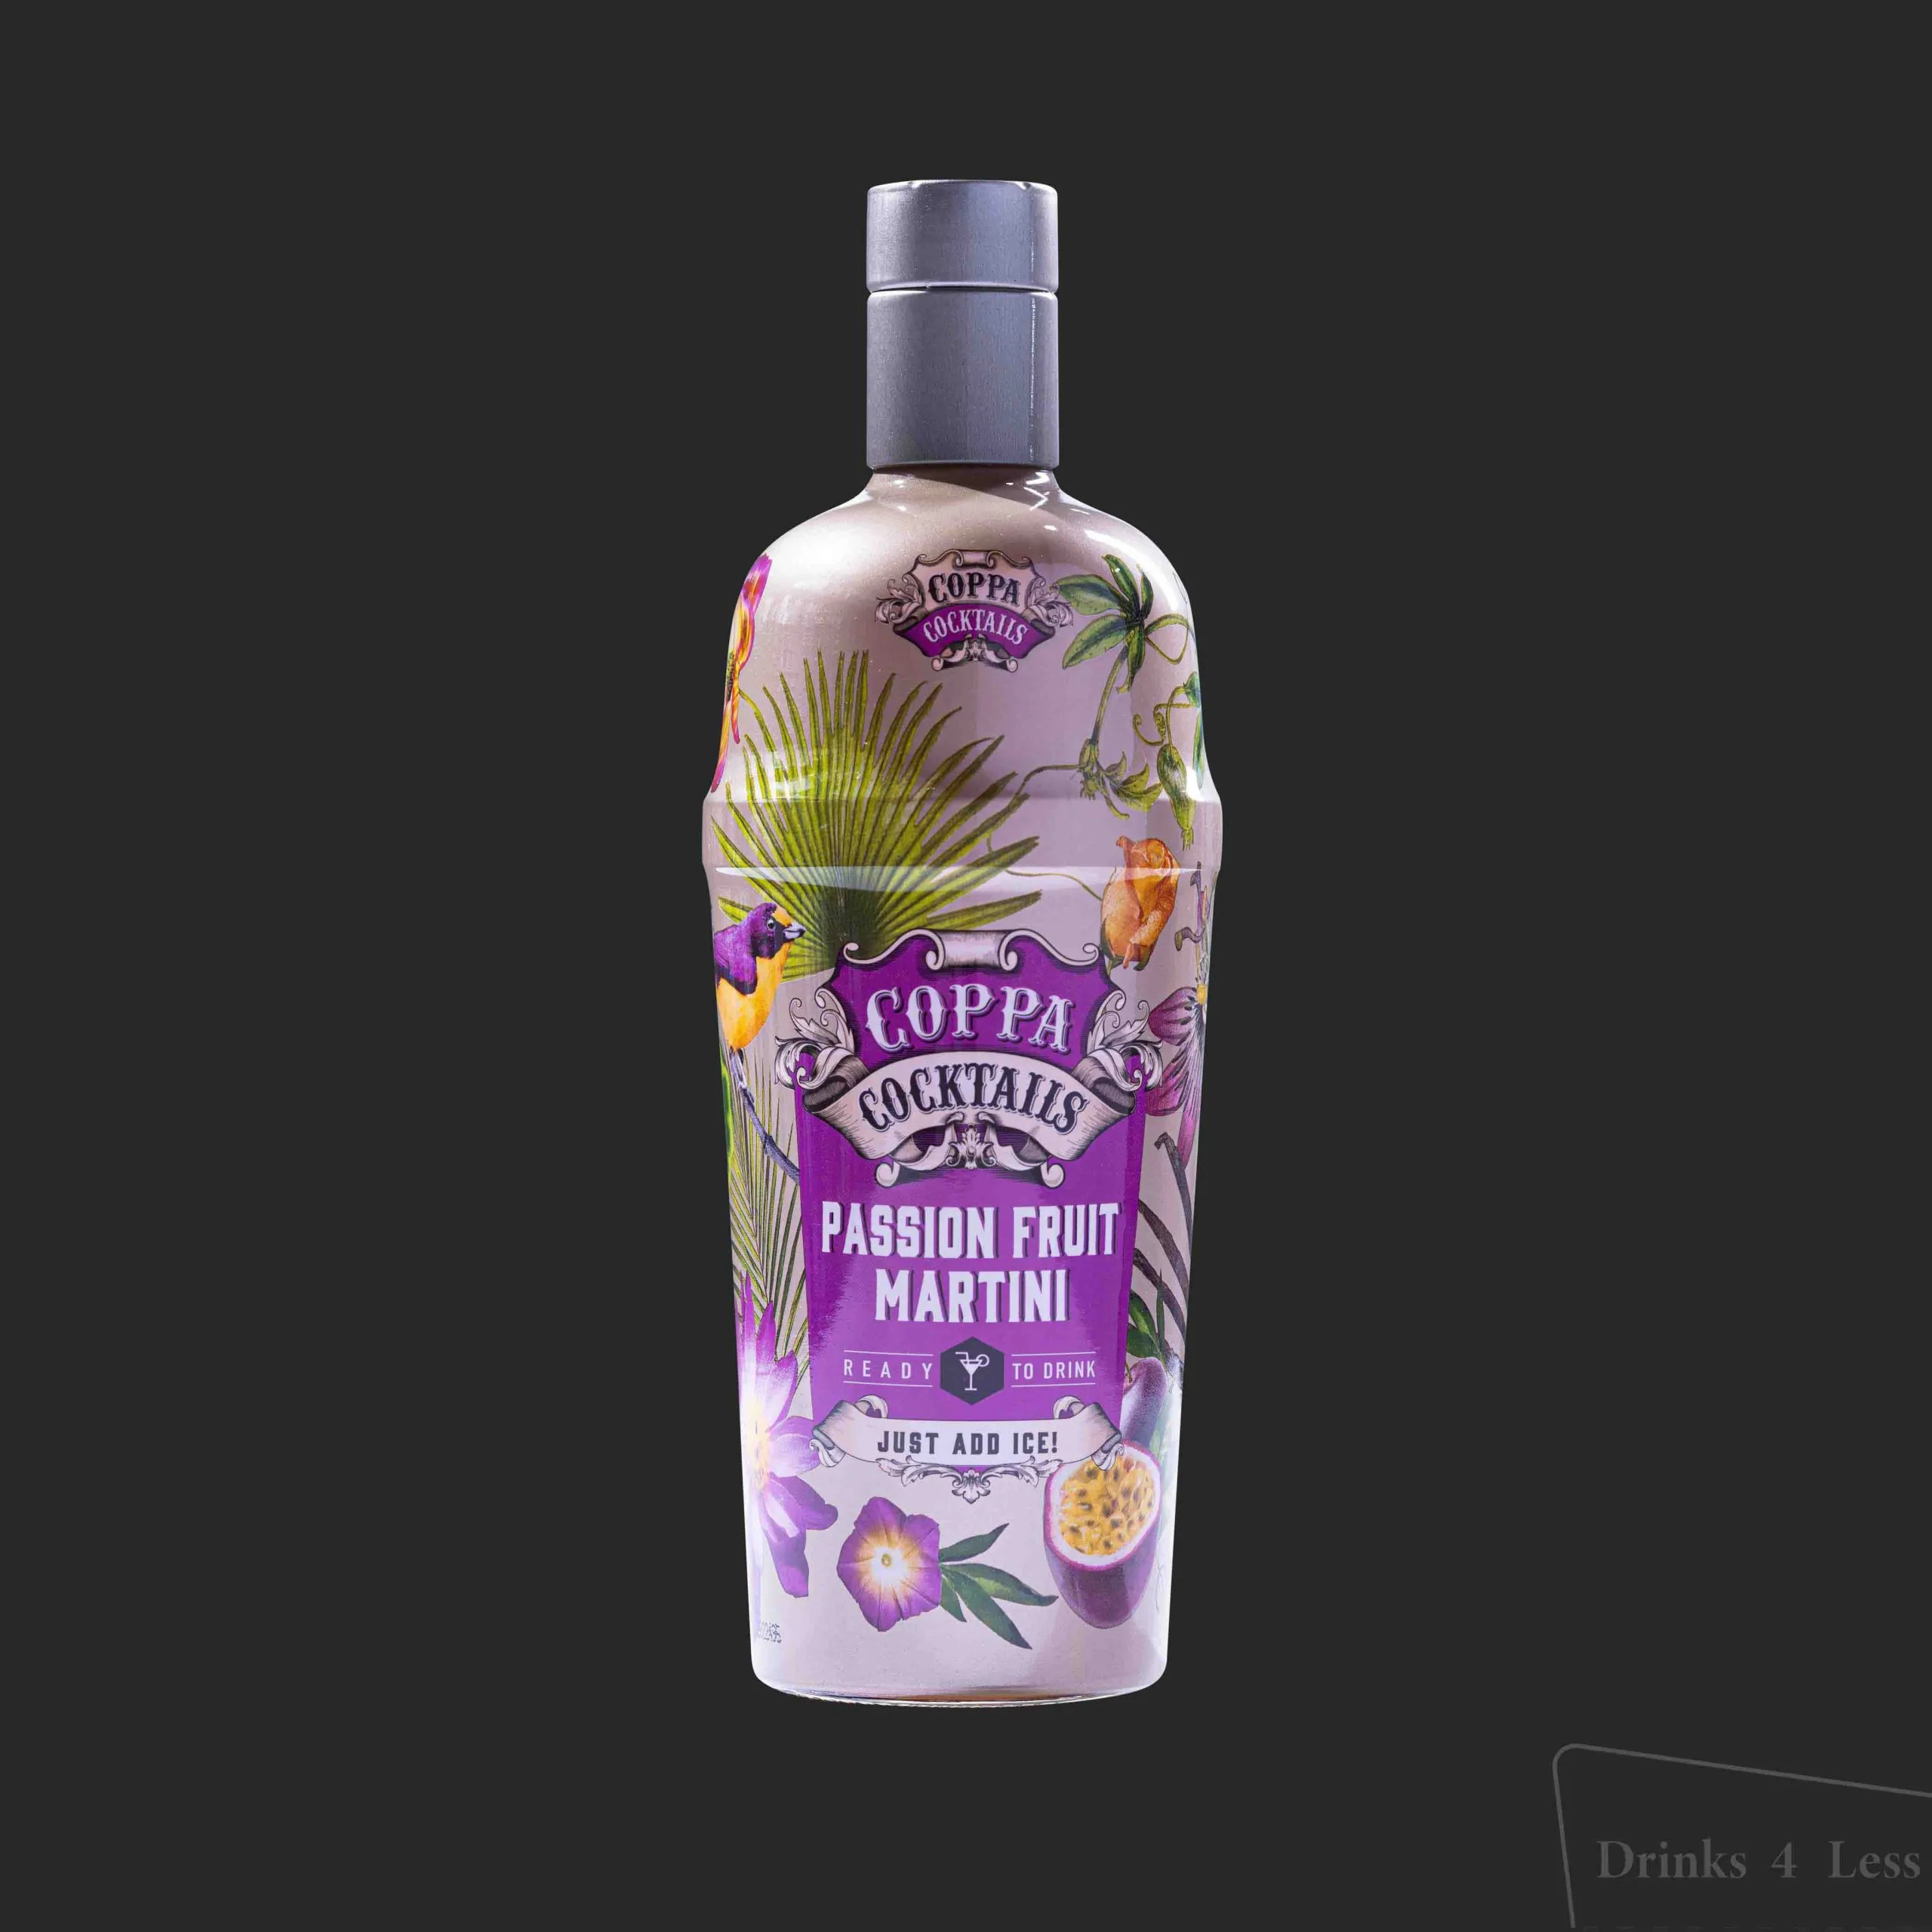 COPPA
COCKTAILS
COPPA
COCKTAILS
PASSION FRUIT
MARTINI
READY TO DRINK
JUST ADD ICE!
Drinks 4 Less